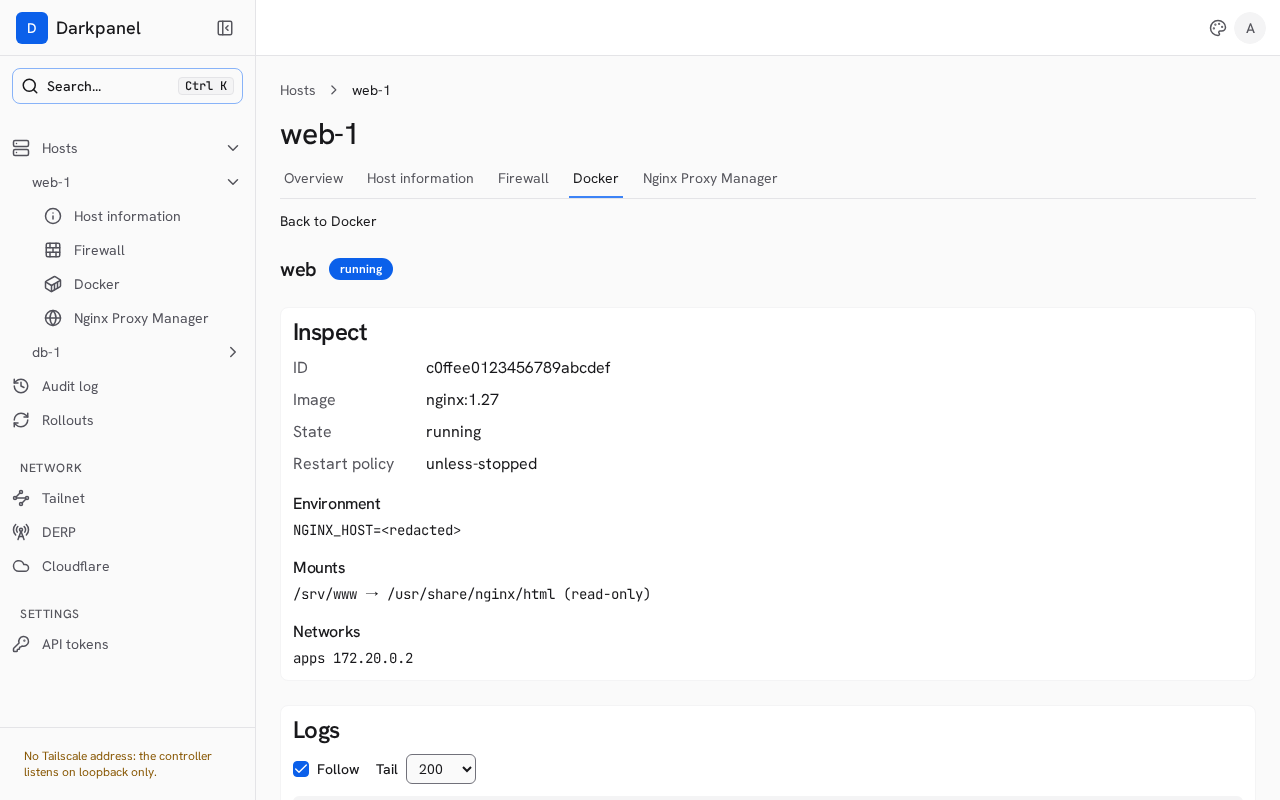 D Darkpanel
A
Search... Ctrl K
Hosts
web-1
Host information
Firewall
Docker
Nginx Proxy Manager
db-1
Audit log
Rollouts
NETWORK
Tailnet
DERP
Cloudflare
SETTINGS
API tokens
No Tailscale address: the controller
listens on loopback only.
Hosts > web-1
web-1
Overview Host information Firewall Docker Nginx Proxy Manager
Back to Docker
web running
Inspect
ID c0ffee0123456789abcdef
Image nginx:1.27
State running
Restart policy unless-stopped
Environment
NGINX_HOST=<redacted>
Mounts
/srv/www → /usr/share/nginx/html (read-only)
Networks
apps 172.20.0.2
Logs
Follow Tail 200